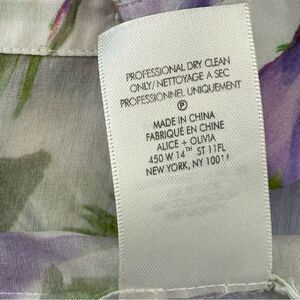 PROFESSIONAL DRY CLEAN
ONLY/NETTOYAGE A SEC
PROFESSIONNEL UNIQUEMENT
P
MADE IN CHINA
FABRIQUÉ EN CHINE
ALICE + OLIVIA
450 W 14TH ST 11FL
NEW YORK, NY